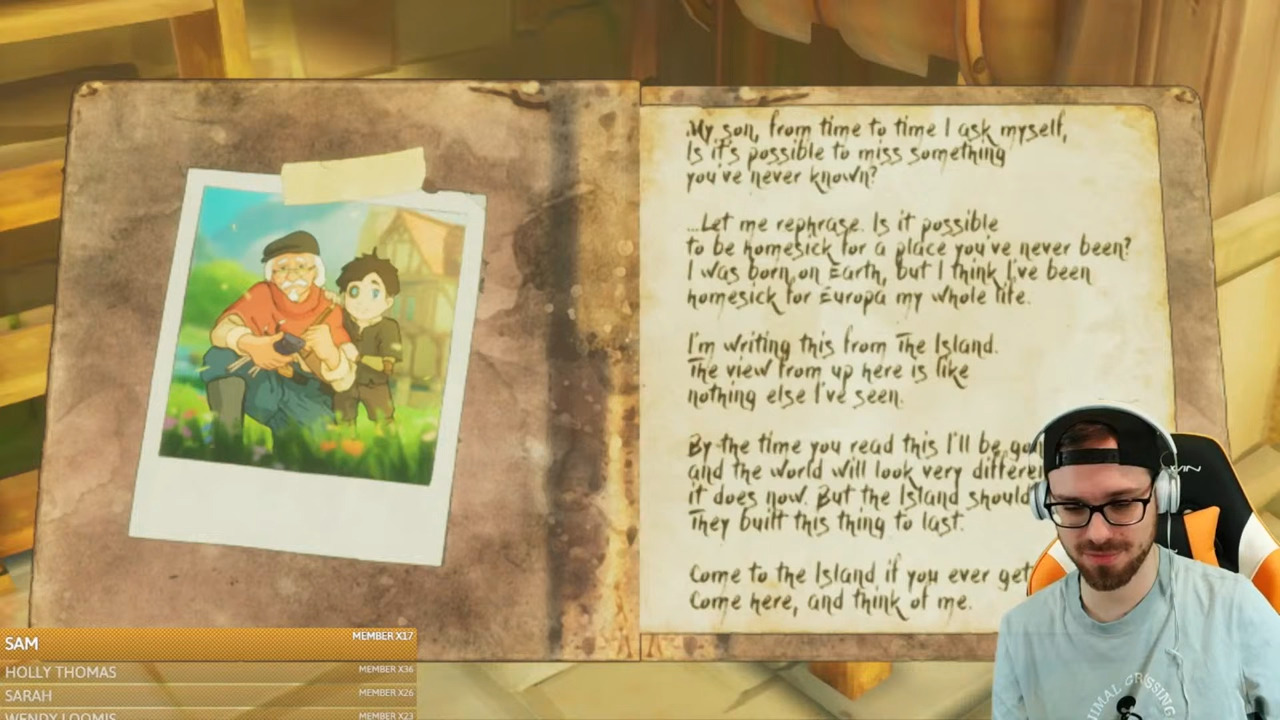 My son, from time to time I ask myself,
Is it's possible to miss something
you've never known?
...Let me rephrase. Is it possible
to be homesick for a place you've never been?
I was born on Earth, but I think I've been
homesick for Europa my whole life.
I'm writing this from The Island.
The view from up here is like
nothing else I've seen.
By the time you read this I'll be
and the world will look very
it does now. But the Island should
They built this thing to last.
Come to the Island if you ever get
Come here, and think of me.
SAM MEMBER X17
HOLLY THOMAS MEMBER X36
SARAH MEMBER X26
WENDY LOOMIS MEMBER X23
ANIMAL CROSSING